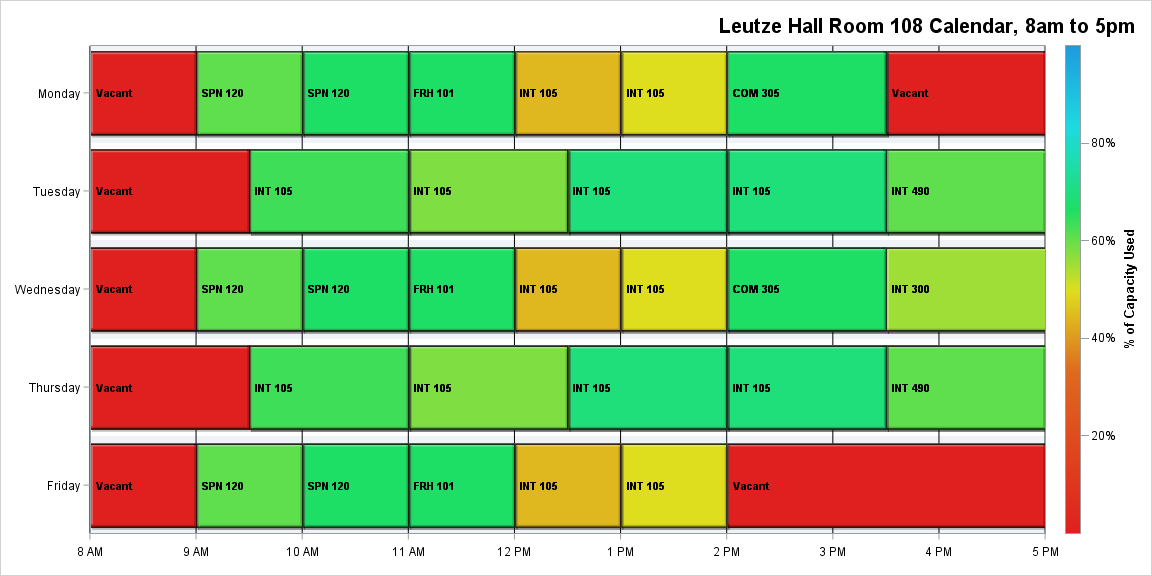 Leutze Hall Room 108 Calendar, 8am to 5pm
Monday
Vacant
SPN 120
SPN 120
FRH 101
INT 105
INT 105
COM 305
Vacant
Tuesday
Vacant
INT 105
INT 105
INT 105
INT 105
INT 490
Wednesday
Vacant
SPN 120
SPN 120
FRH 101
INT 105
INT 105
COM 305
INT 300
Thursday
Vacant
INT 105
INT 105
INT 105
INT 105
INT 490
Friday
Vacant
SPN 120
SPN 120
FRH 101
INT 105
INT 105
Vacant
8 AM
9 AM
10 AM
11 AM
12 PM
1 PM
2 PM
3 PM
4 PM
5 PM
80%
60%
40%
20%
% of Capacity Used